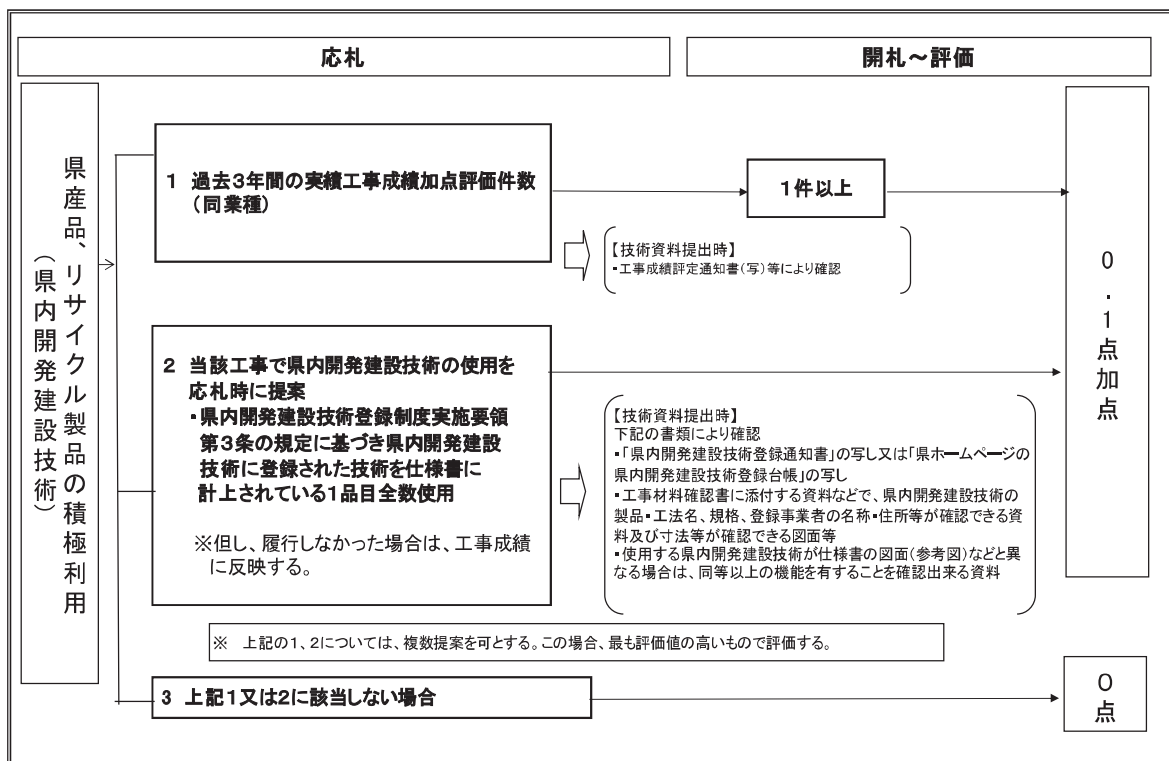 応札
開札～評価
県産品、リサイクル製品の積極利用
（県内開発建設技術）
1 過去3年間の実績工事成績加点評価件数
（同業種）
1件以上
【技術資料提出時】
・工事成績評定通知書（写）等により確認
0.1点加点
2 当該工事で県内開発建設技術の使用を
応札時に提案
・県内開発建設技術登録制度実施要領
第3条の規定に基づき県内開発建設
技術に登録された技術を仕様書に
計上されている1品目全数使用
※但し、履行しなかった場合は、工事成績
に反映する。
【技術資料提出時】
下記の書類により確認
・「県内開発建設技術登録通知書」の写し又は「県ホームページの
県内開発建設技術登録台帳」の写し
・工事材料確認書に添付する資料などで、県内開発建設技術の
製品・工法名、規格、登録事業者の名称・住所等が確認できる資
料及び寸法等が確認できる図面等
・使用する県内開発建設技術が仕様書の図面（参考図）などと異
なる場合は、同等以上の機能を有することを確認出来る資料
※ 上記の1、2については、複数提案を可とする。この場合、最も評価値の高いもので評価する。
3 上記1又は2に該当しない場合
0点